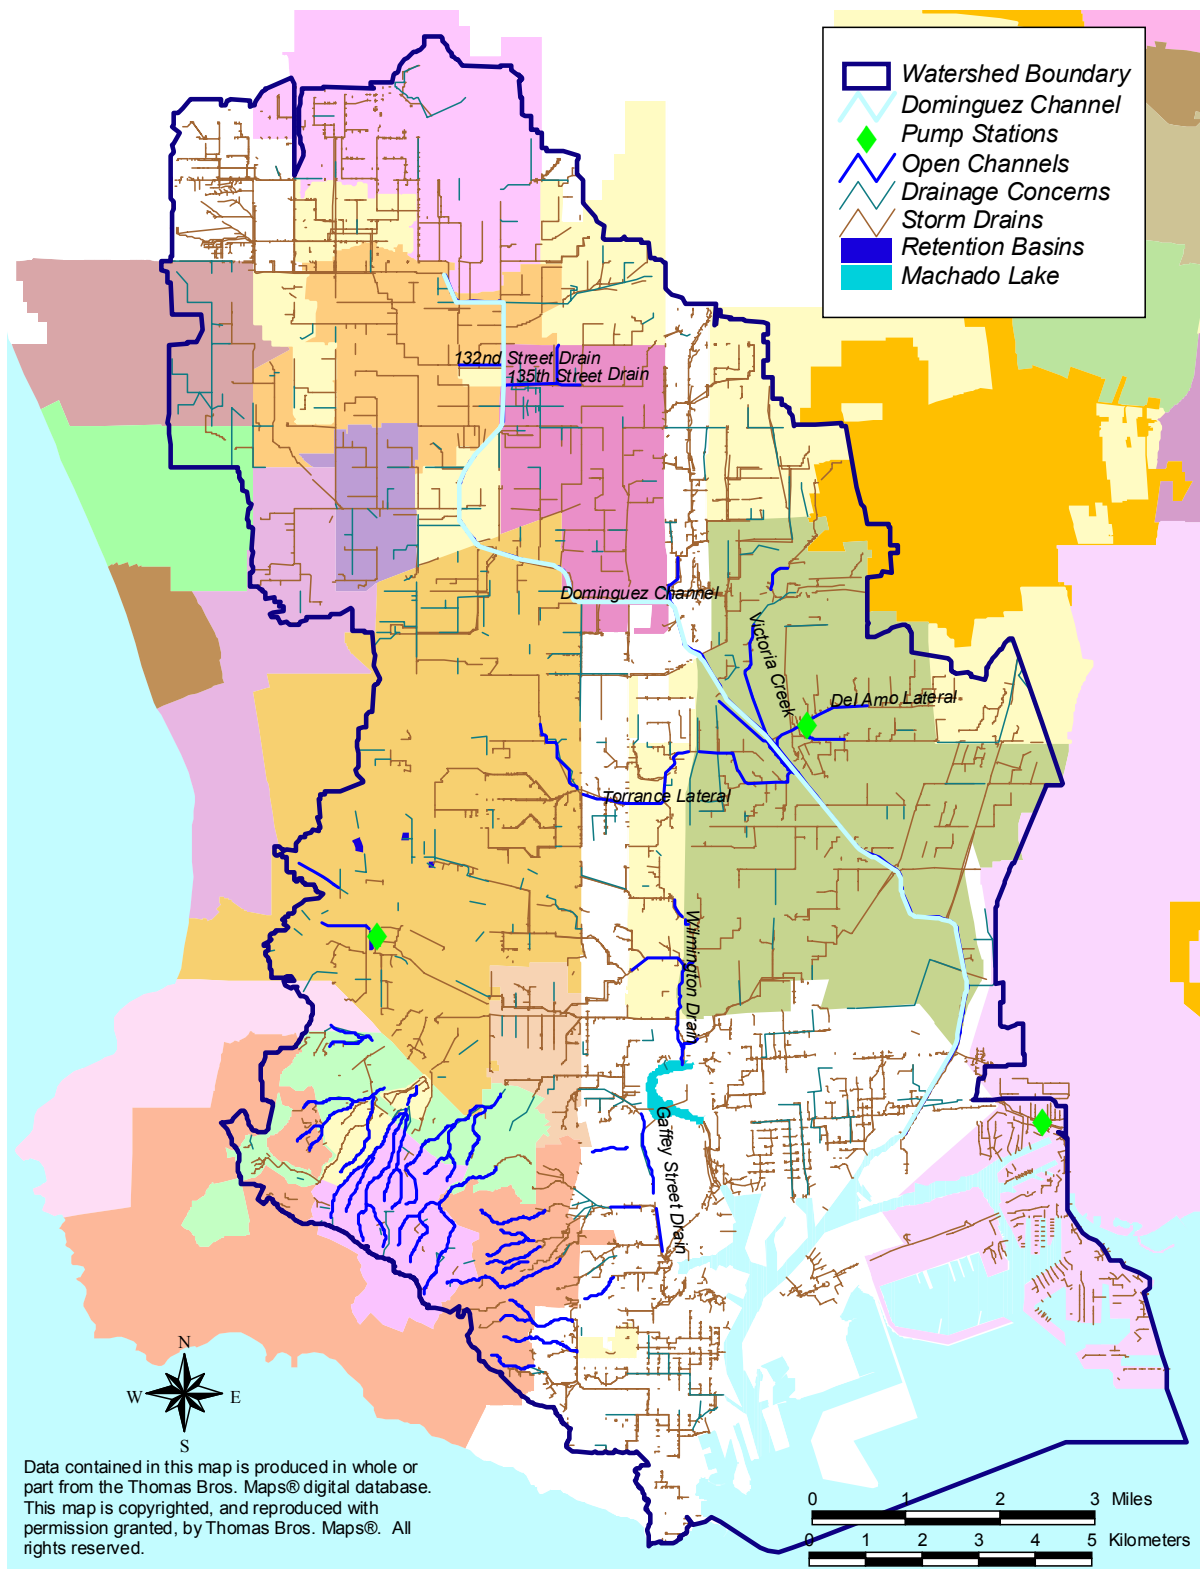 Watershed Boundary
Dominguez Channel
Pump Stations
Open Channels
Drainage Concerns
Storm Drains
Retention Basins
Machado Lake
132nd Street Drain
135th Street Drain
Dominguez Channel
Victoria Creek
Del Amo Lateral
Torrance Lateral
Wilmington Drain
Gaffey Street Drain
N
W E
S
Data contained in this map is produced in whole or
part from the Thomas Bros. Maps® digital database.
This map is copyrighted, and reproduced with
permission granted, by Thomas Bros. Maps®. All
rights reserved.
0 1 2 3 Miles
0 1 2 3 4 5 Kilometers